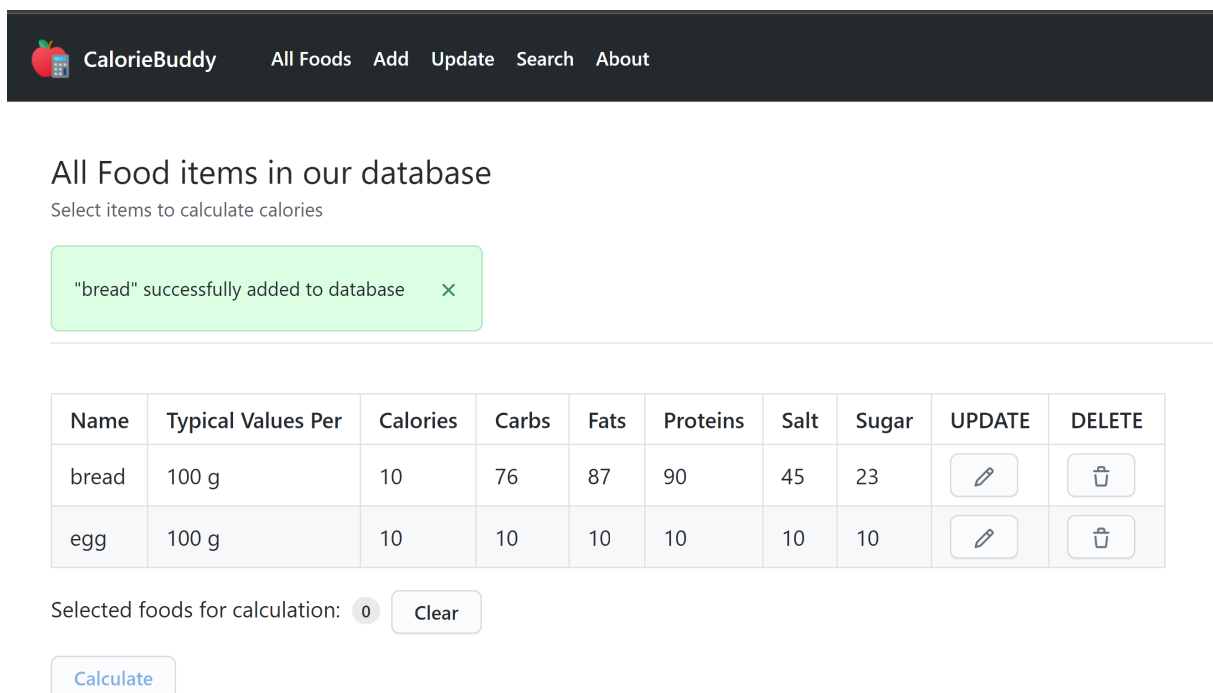 CalorieBuddy All Foods Add Update Search About
All Food items in our database
Select items to calculate calories
"bread" successfully added to database ×
Name Typical Values Per Calories Carbs Fats Proteins Salt Sugar UPDATE DELETE
bread 100 g 10 76 87 90 45 23
egg 100 g 10 10 10 10 10 10
Selected foods for calculation: 0 Clear
Calculate